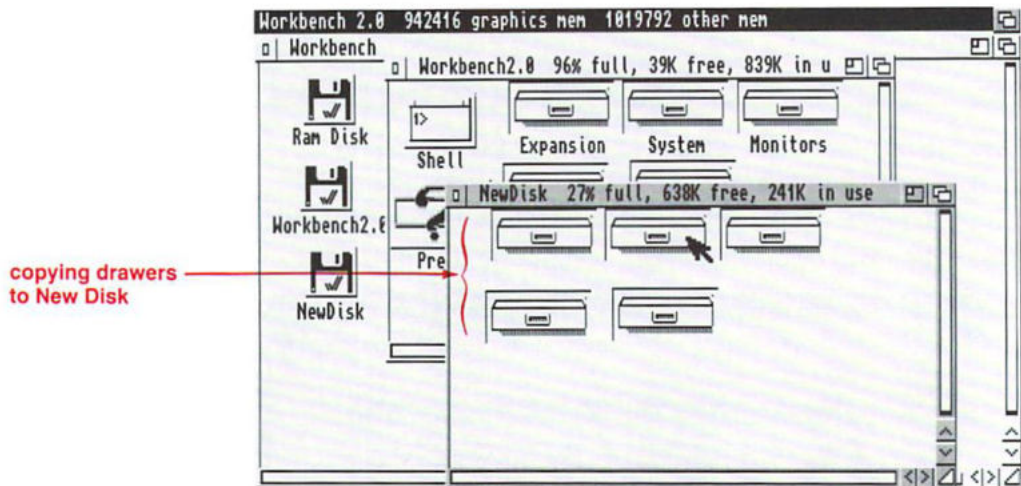 Workbench 2.0 942416 graphics mem 1019792 other mem
Workbench
Workbench2.0 96% full, 39K free, 839K in u
Ram Disk
1>
Shell
Expansion
System
Monitors
Workbench2.0
NewDisk 27% full, 638K free, 241K in use
Pre
copying drawers
to New Disk
NewDisk